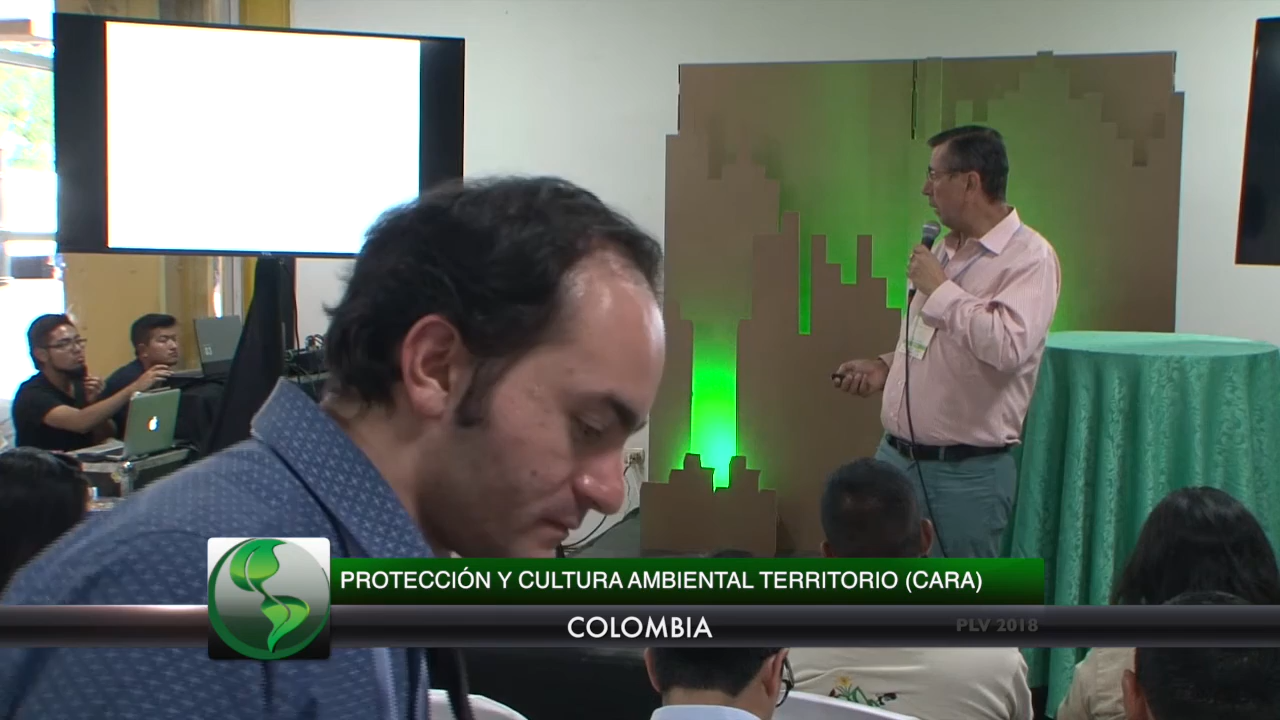 PROTECCIÓN Y CULTURA AMBIENTAL TERRITORIO (CARA)
COLOMBIA
PLV 2018